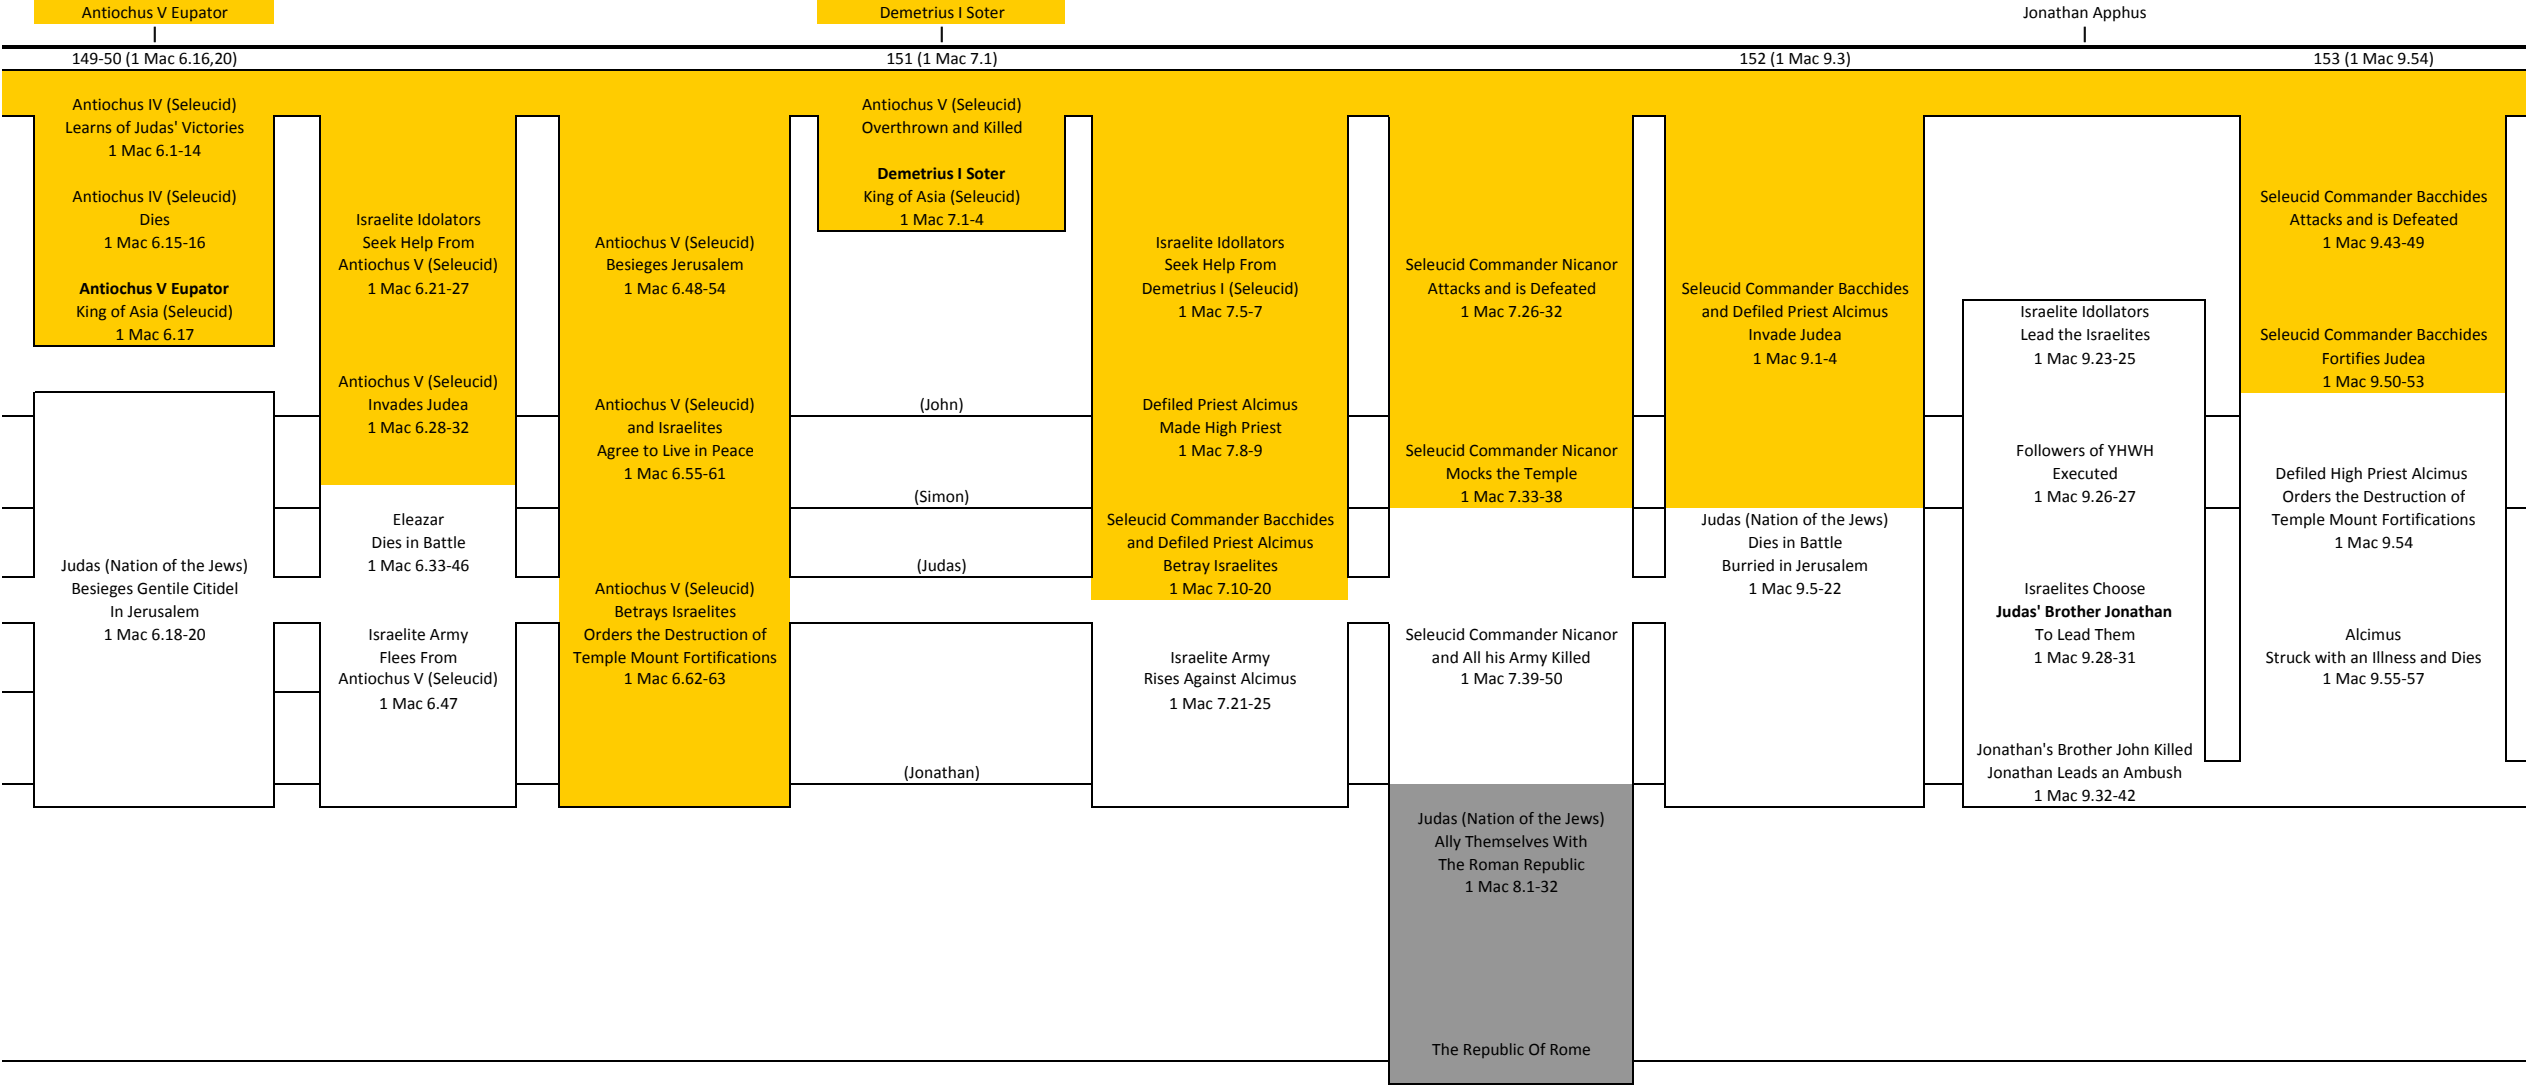 Antiochus V Eupator
Demetrius I Soter
Jonathan Apphus
149-50 (1 Mac 6.16,20)
151 (1 Mac 7.1)
152 (1 Mac 9.3)
153 (1 Mac 9.54)
Antiochus IV (Seleucid)
Learns of Judas' Victories
1 Mac 6.1-14
Antiochus IV (Seleucid)
Dies
1 Mac 6.15-16
Antiochus V Eupator
King of Asia (Seleucid)
1 Mac 6.17
Judas (Nation of the Jews)
Besieges Gentile Citidel
In Jerusalem
1 Mac 6.18-20
Israelite Idolators
Seek Help From
Antiochus V (Seleucid)
1 Mac 6.21-27
Antiochus V (Seleucid)
Invades Judea
1 Mac 6.28-32
Eleazar
Dies in Battle
1 Mac 6.33-46
Israelite Army
Flees From
Antiochus V (Seleucid)
1 Mac 6.47
Antiochus V (Seleucid)
Besieges Jerusalem
1 Mac 6.48-54
Antiochus V (Seleucid)
and Israelites
Agree to Live in Peace
1 Mac 6.55-61
Antiochus V (Seleucid)
Betrays Israelites
Orders the Destruction of
Temple Mount Fortifications
1 Mac 6.62-63
Antiochus V (Seleucid)
Overthrown and Killed
Demetrius I Soter
King of Asia (Seleucid)
1 Mac 7.1-4
(John)
(Simon)
(Judas)
(Jonathan)
Israelite Idollators
Seek Help From
Demetrius I (Seleucid)
1 Mac 7.5-7
Defiled Priest Alcimus
Made High Priest
1 Mac 7.8-9
Seleucid Commander Bacchides
and Defiled Priest Alcimus
Betray Israelites
1 Mac 7.10-20
Israelite Army
Rises Against Alcimus
1 Mac 7.21-25
Seleucid Commander Nicanor
Attacks and is Defeated
1 Mac 7.26-32
Seleucid Commander Nicanor
Mocks the Temple
1 Mac 7.33-38
Seleucid Commander Nicanor
and All his Army Killed
1 Mac 7.39-50
Judas (Nation of the Jews)
Ally Themselves With
The Roman Republic
1 Mac 8.1-32
The Republic Of Rome
Seleucid Commander Bacchides
and Defiled Priest Alcimus
Invade Judea
1 Mac 9.1-4
Judas (Nation of the Jews)
Dies in Battle
Burried in Jerusalem
1 Mac 9.5-22
Israelite Idollators
Lead the Israelites
1 Mac 9.23-25
Followers of YHWH
Executed
1 Mac 9.26-27
Israelites Choose
Judas' Brother Jonathan
To Lead Them
1 Mac 9.28-31
Jonathan's Brother John Killed
Jonathan Leads an Ambush
1 Mac 9.32-42
Seleucid Commander Bacchides
Attacks and is Defeated
1 Mac 9.43-49
Seleucid Commander Bacchides
Fortifies Judea
1 Mac 9.50-53
Defiled High Priest Alcimus
Orders the Destruction of
Temple Mount Fortifications
1 Mac 9.54
Alcimus
Struck with an Illness and Dies
1 Mac 9.55-57